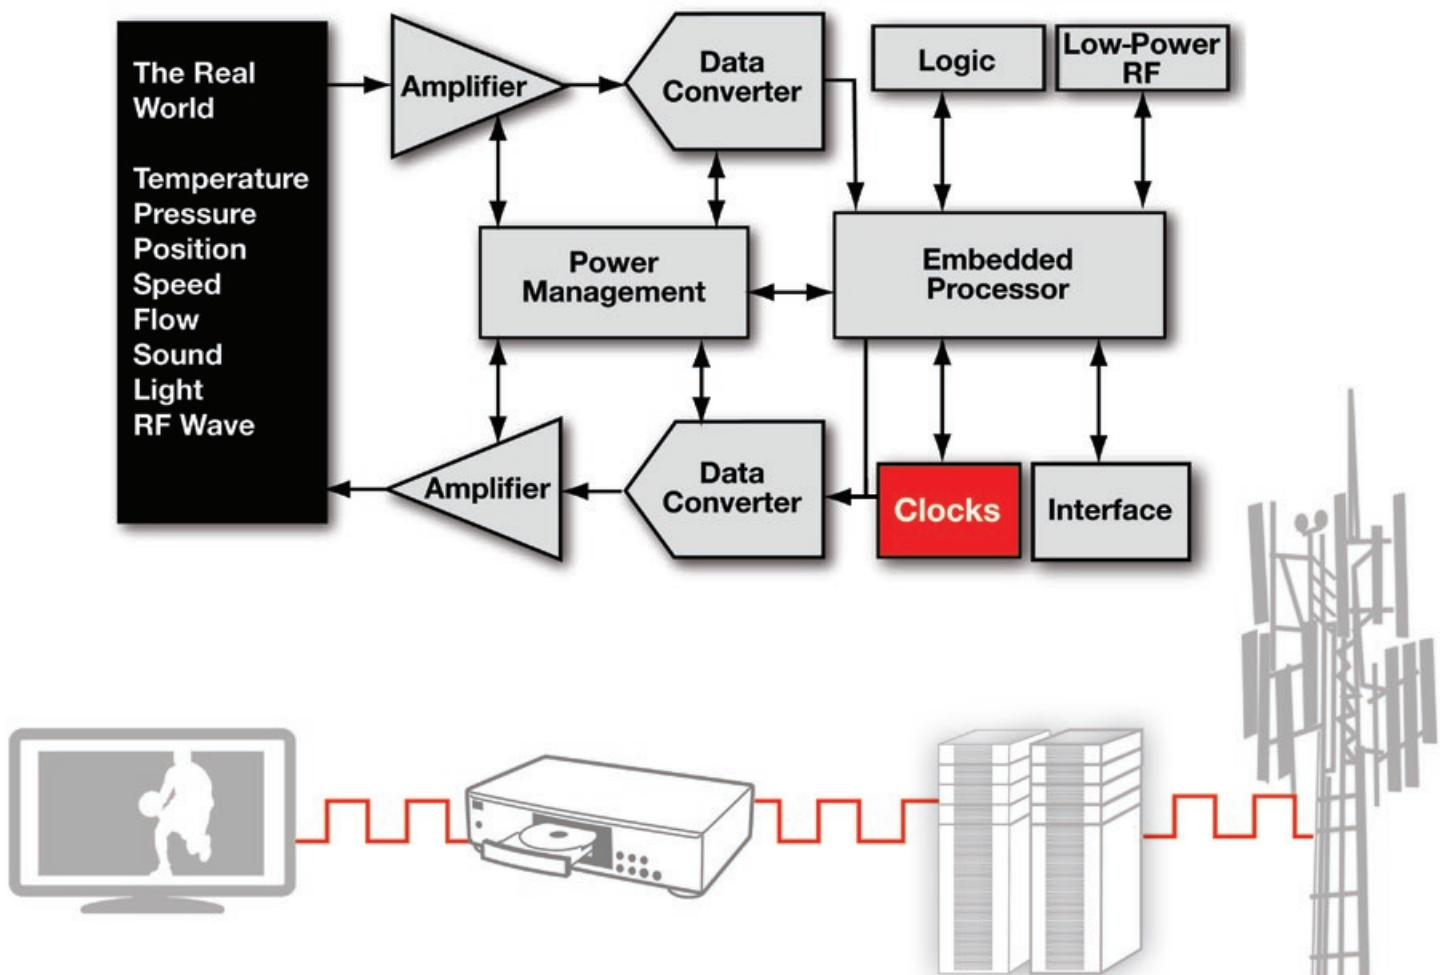 The Real
World
Temperature
Pressure
Position
Speed
Flow
Sound
Light
RF Wave
Amplifier
Data
Converter
Logic
Low-Power
RF
Power
Management
Embedded
Processor
Amplifier
Data
Converter
Clocks
Interface